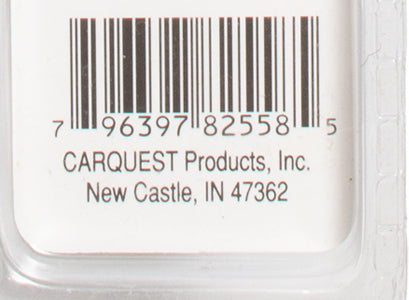 7 96397 82558 5
CARQUEST Products, Inc.
New Castle, IN 47362